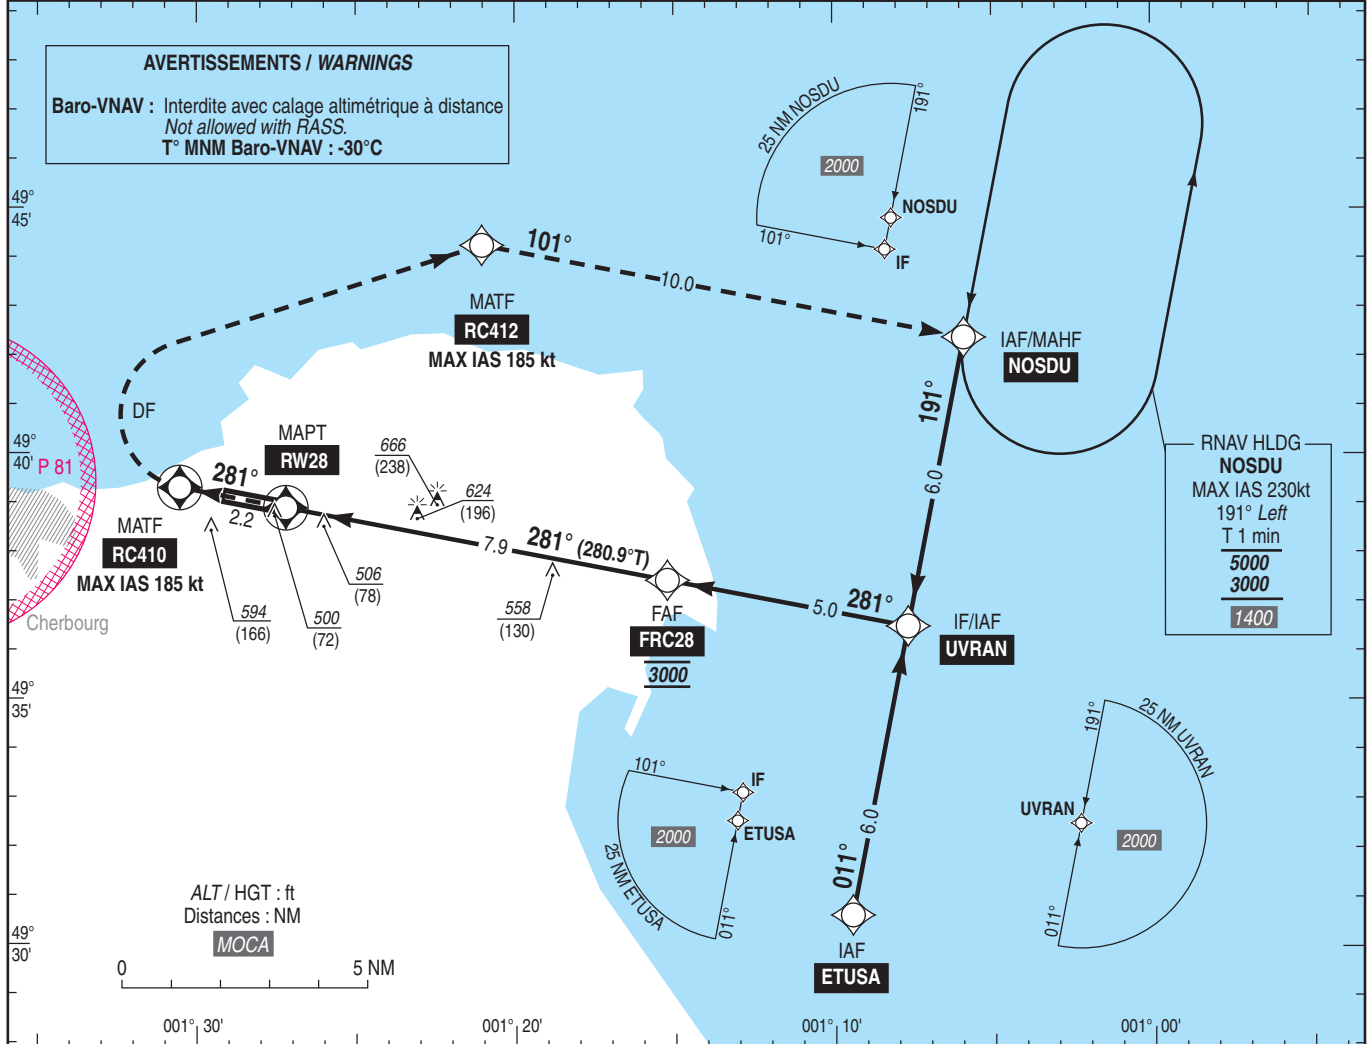 AVERTISSEMENTS / WARNINGS
Baro-VNAV : Interdite avec calage altimétrique à distance
Not allowed with RASS.
T° MNM Baro-VNAV : -30°C
25 NM NOSDU
191°
2000
NOSDU
101°
IF
49°
45'
101°
10.0
MATF
RC412
MAX IAS 185 kt
IAF/MAHF
NOSDU
DF
191°
6.0
49°
40'
P 81
MAPT
RW28
281°
2.2
666
(238)
624
(196)
RNAV HLDG
NOSDU
MAX IAS 230kt
191° Left
T 1 min
5000
3000
1400
MATF
RC410
MAX IAS 185 kt
7.9
281° (280.9°T)
506
(78)
594
(166)
500
(72)
558
(130)
Cherbourg
FAF
FRC28
3000
5.0
281°
IF/IAF
UVRAN
49°
35'
101°
IF
ETUSA
2000
25 NM ETUSA
011°
6.0
011°
IAF
ETUSA
191°
25 NM UVRAN
UVRAN
2000
011°
49°
30'
ALT / HGT : ft
Distances : NM
MOCA
0 5 NM
001° 30' 001° 20' 001° 10' 001° 00'